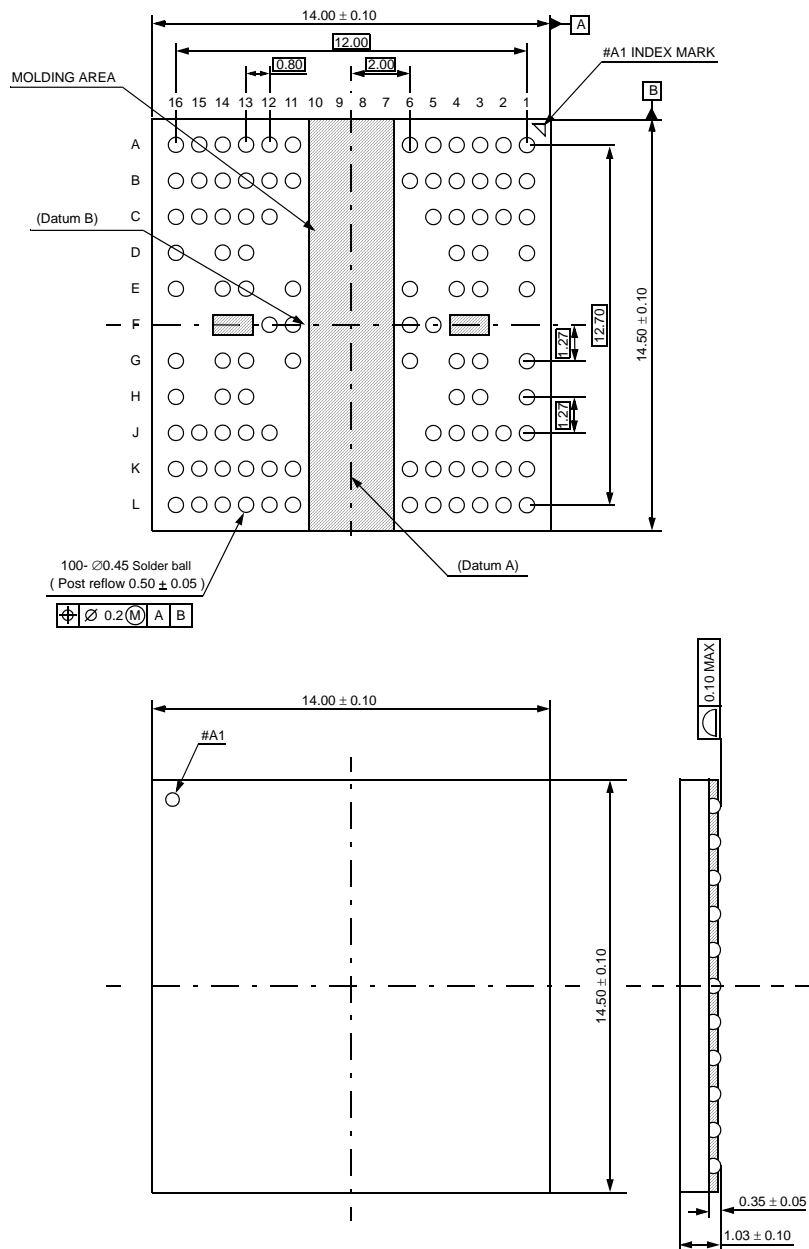 14.00 ± 0.10
A
12.00
#A1 INDEX MARK
0.80
2.00
MOLDING AREA
B
16 15 14 13 12 11 10 9 8 7 6 5 4 3 2 1
A
B
C
(Datum B)
D
E
F
G
H
J
K
L
1.27
1.27
12.70
14.50 ± 0.10
100- Ø0.45 Solder ball
(Datum A)
( Post reflow 0.50 ± 0.05 )
⌖ Ø 0.2 Ⓜ A B
0.10 MAX
14.00 ± 0.10
#A1
14.50 ± 0.10
0.35 ± 0.05
1.03 ± 0.10